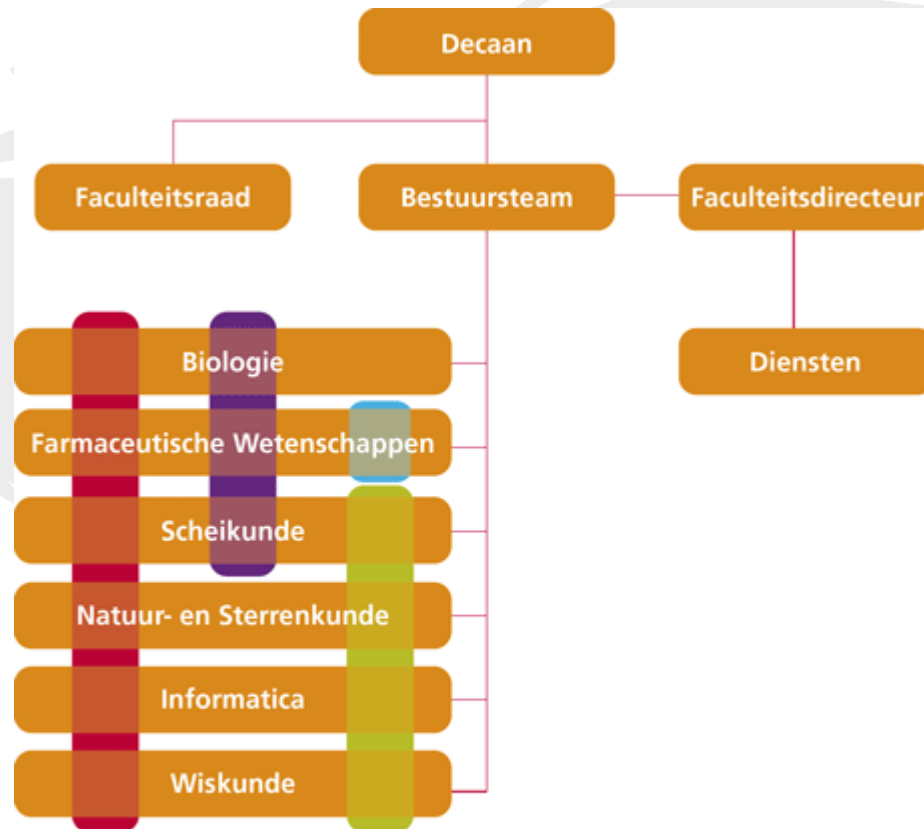 Decaan
Faculteitsraad
Bestuursteam
Faculteitsdirecteur
Biologie
Diensten
Farmaceutische Wetenschappen
Scheikunde
Natuur- en Sterrenkunde
Informatica
Wiskunde